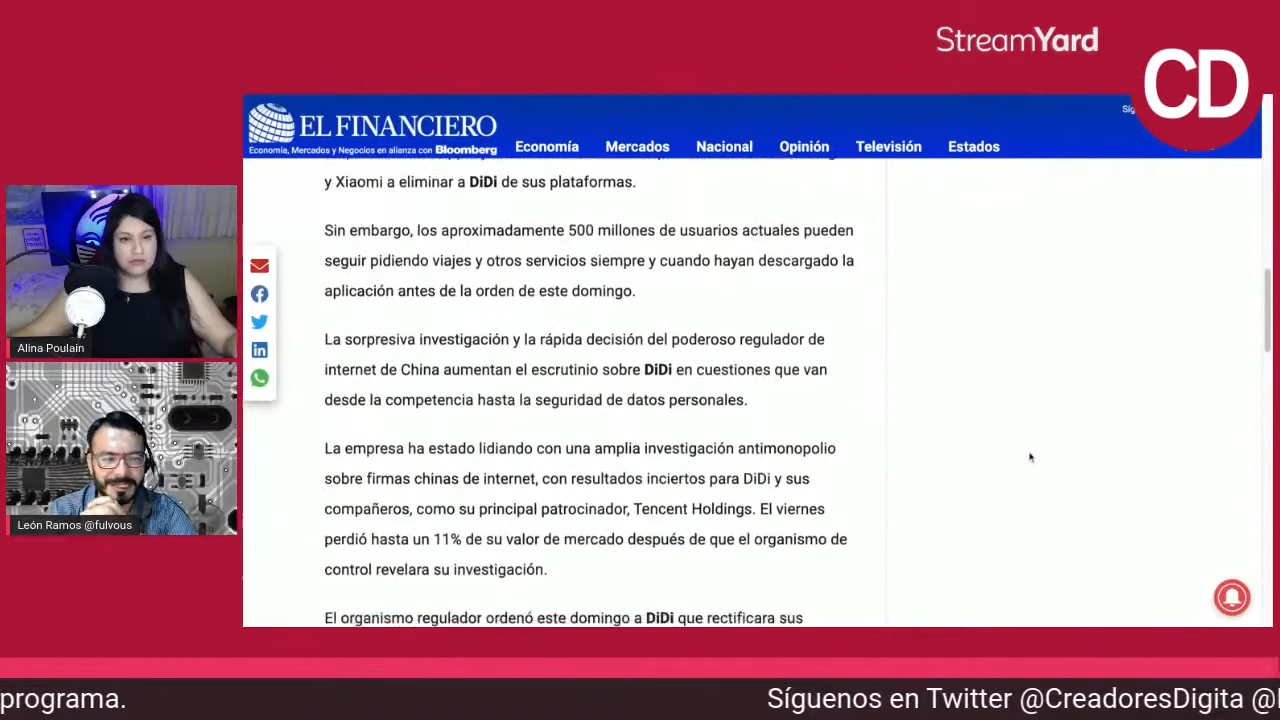 StreamYard
CD
EL FINANCIERO
Economía, Mercados y Negocios en alianza con Bloomberg
Economía Mercados Nacional Opinión Televisión Estados
y Xiaomi a eliminar a DiDi de sus plataformas.
Sin embargo, los aproximadamente 500 millones de usuarios actuales pueden
seguir pidiendo viajes y otros servicios siempre y cuando hayan descargado la
aplicación antes de la orden de este domingo.
La sorpresiva investigación y la rápida decisión del poderoso regulador de
internet de China aumentan el escrutinio sobre DiDi en cuestiones que van
desde la competencia hasta la seguridad de datos personales.
La empresa ha estado lidiando con una amplia investigación antimonopolio
sobre firmas chinas de internet, con resultados inciertos para DiDi y sus
compañeros, como su principal patrocinador, Tencent Holdings. El viernes
perdió hasta un 11% de su valor de mercado después de que el organismo de
control revelara su investigación.
El organismo regulador ordenó este domingo a DiDi que rectificara sus
Alina Poulain
León Ramos @fulvous
programa.
Síguenos en Twitter @CreadoresDigita @